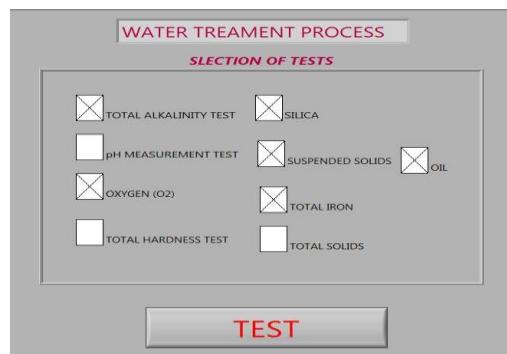 WATER TREAMENT PROCESS
SLECTION OF TESTS
TOTAL ALKALINITY TEST
SILICA
pH MEASUREMENT TEST
SUSPENDED SOLIDS
OIL
OXYGEN (O2)
TOTAL IRON
TOTAL HARDNESS TEST
TOTAL SOLIDS
TEST